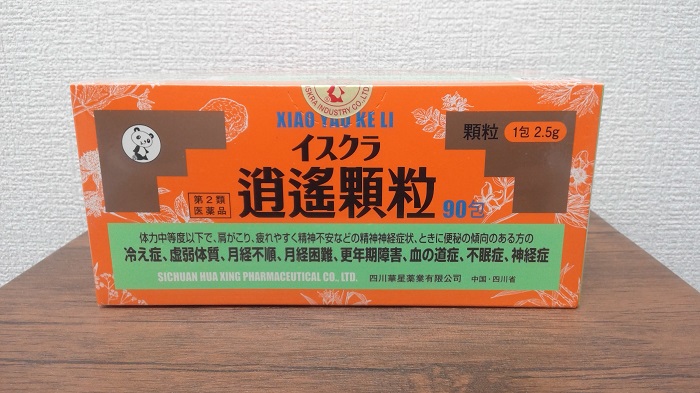 ISKRA INDUSTRY CO.,LTD
XIAO YAO KE LI
イスクラ
顆粒 1包 2.5g
第2類
医薬品
逍遙顆粒
90包
体力中等度以下で、肩がこり、疲れやすく精神不安などの精神神経症状、ときに便秘の傾向のある方の
冷え症、虚弱体質、月経不順、月経困難、更年期障害、血の道症、不眠症、神経症
SICHUAN HUA XING PHARMACEUTICAL CO., LTD.
四川華星薬業有限公司 中国・四川省